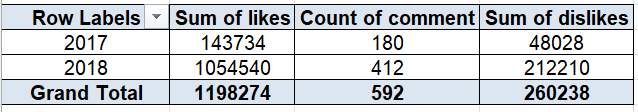 Row Labels Sum of likes Count of comment Sum of dislikes
2017 143734 180 48028
2018 1054540 412 212210
Grand Total 1198274 592 260238